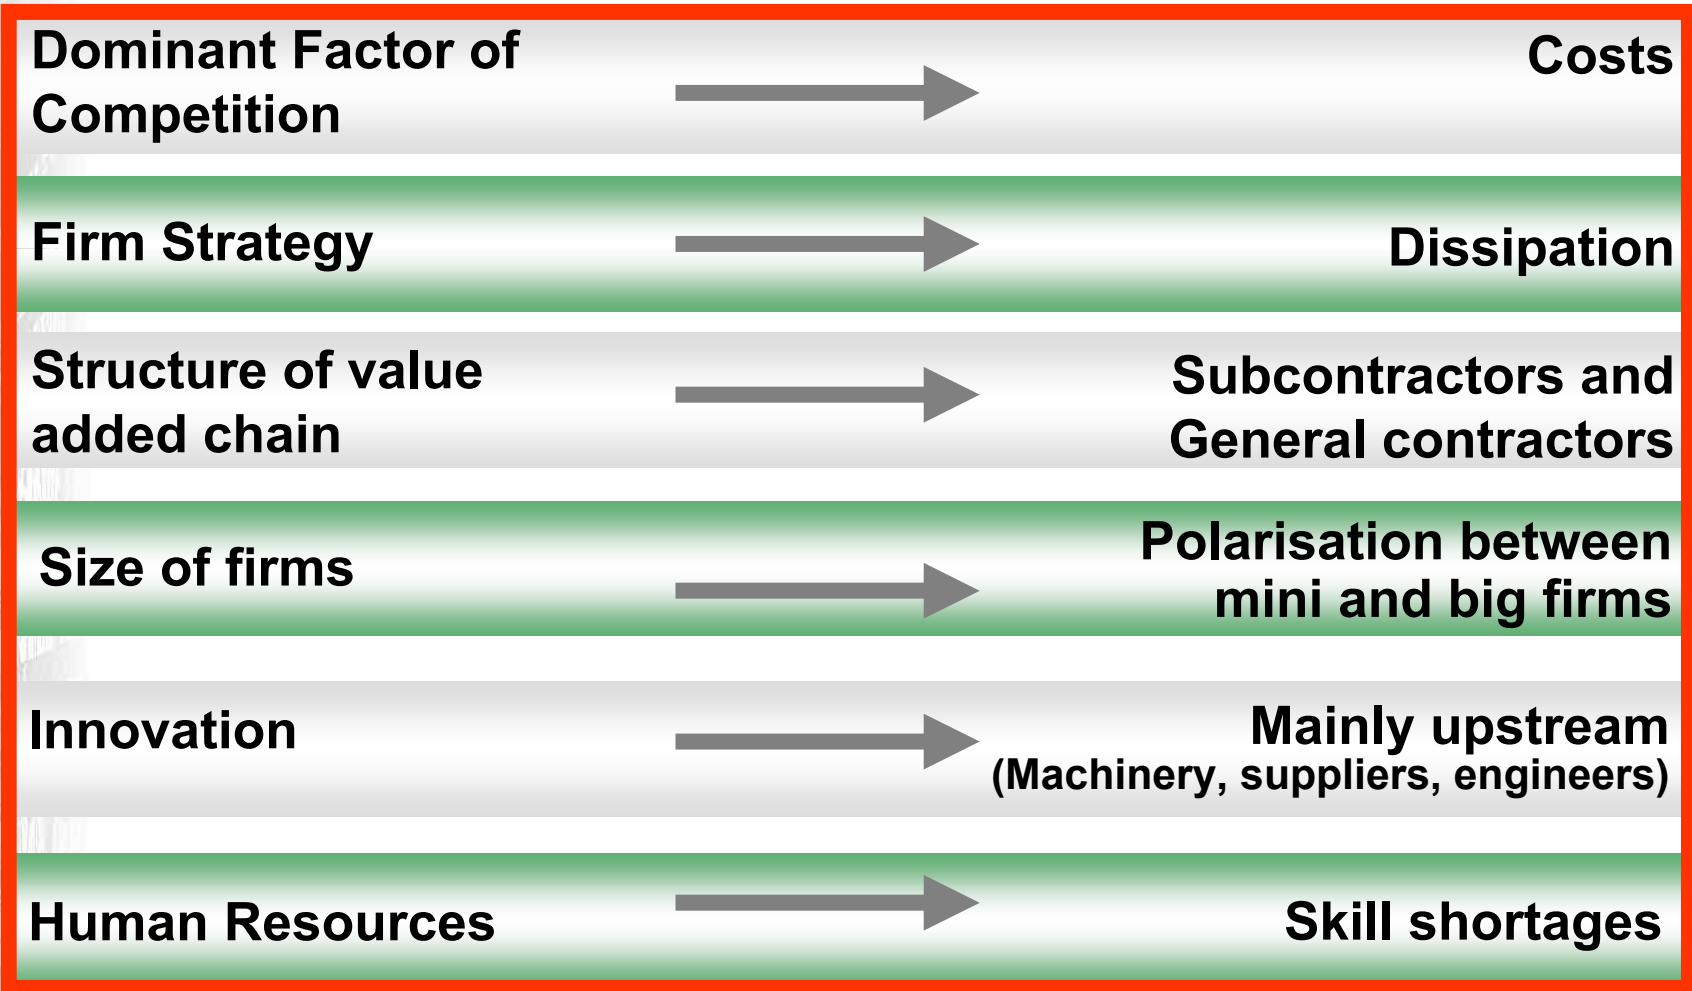 Dominant Factor of
Competition
Costs
Firm Strategy
Dissipation
Structure of value
added chain
Subcontractors and
General contractors
Size of firms
Polarisation between
mini and big firms
Innovation
Mainly upstream
(Machinery, suppliers, engineers)
Human Resources
Skill shortages